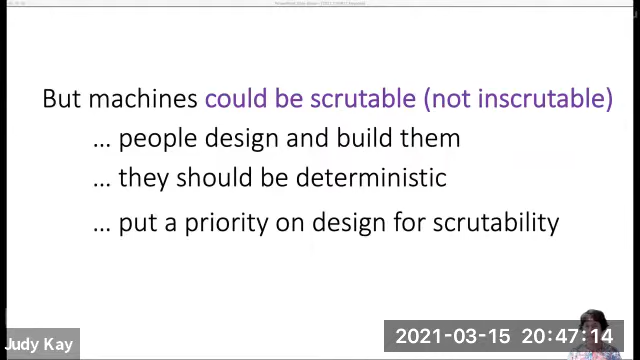 But machines could be scrutable (not inscrutable)
... people design and build them
... they should be deterministic
... put a priority on design for scrutability
Judy Kay
2021-03-15 20:47:14